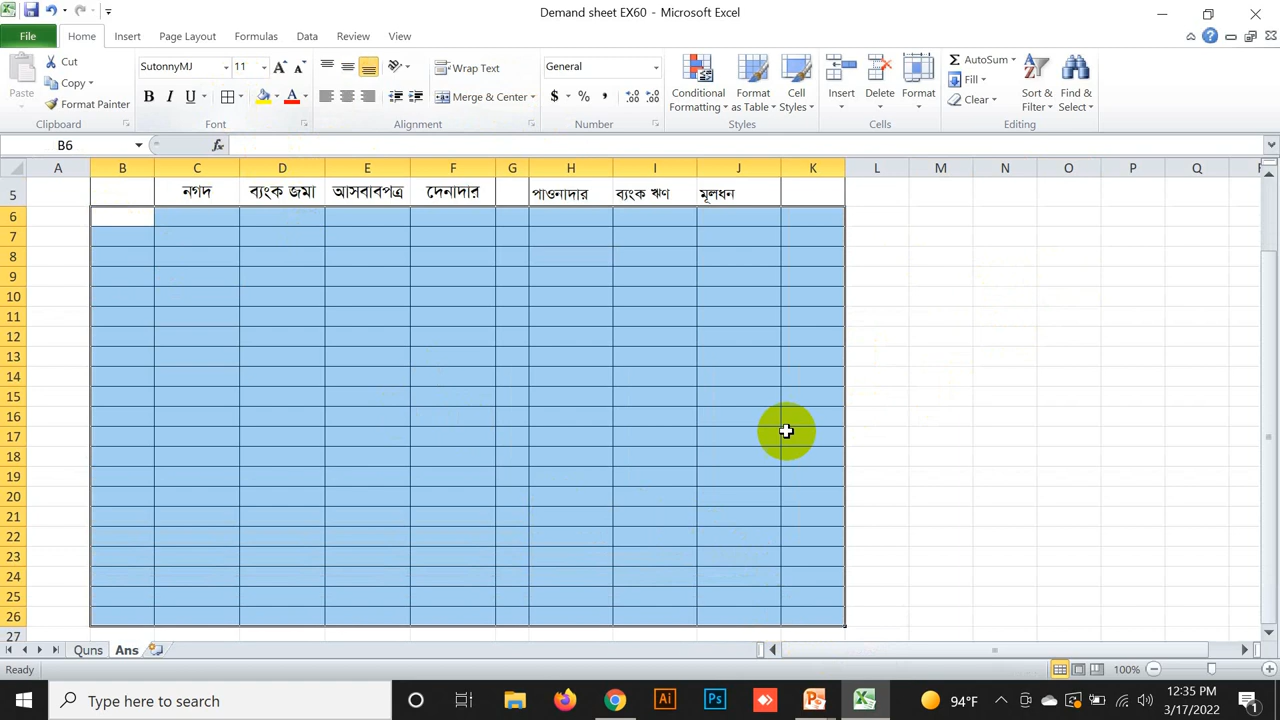 Demand sheet EX60 - Microsoft Excel
File Home Insert Page Layout Formulas Data Review View
Paste Cut Copy Format Painter Clipboard
SutonnyMJ 11 A A B I U A Font
Wrap Text Merge & Center Alignment
General $ % , Number
Conditional Formatting Format as Table Cell Styles Styles
Insert Delete Format Cells
Σ AutoSum Fill Clear Sort & Filter Find & Select Editing
B6 fx
A B C D E F G H I J K L M N O P Q
5 নগদ ব্যংক জমা আসবাবপত্র দেনাদার পাওনাদার ব্যংক ঋণ মূলধন
6
7
8
9
10
11
12
13
14
15
16
17
18
19
20
21
22
23
24
25
26
27
Quns Ans
Ready 100%
Type here to search Ai Ps 94°F 12:35 PM
3/17/2022 1